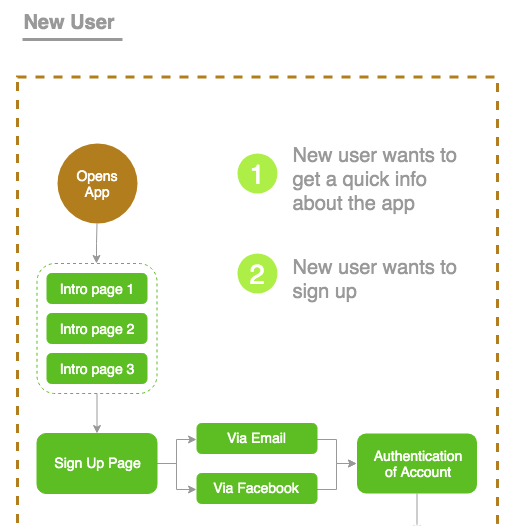 New User
Opens
App
1
New user wants to
get a quick info
about the app
2
New user wants to
sign up
Intro page 1
Intro page 2
Intro page 3
Sign Up Page
Via Email
Via Facebook
Authentication
of Account